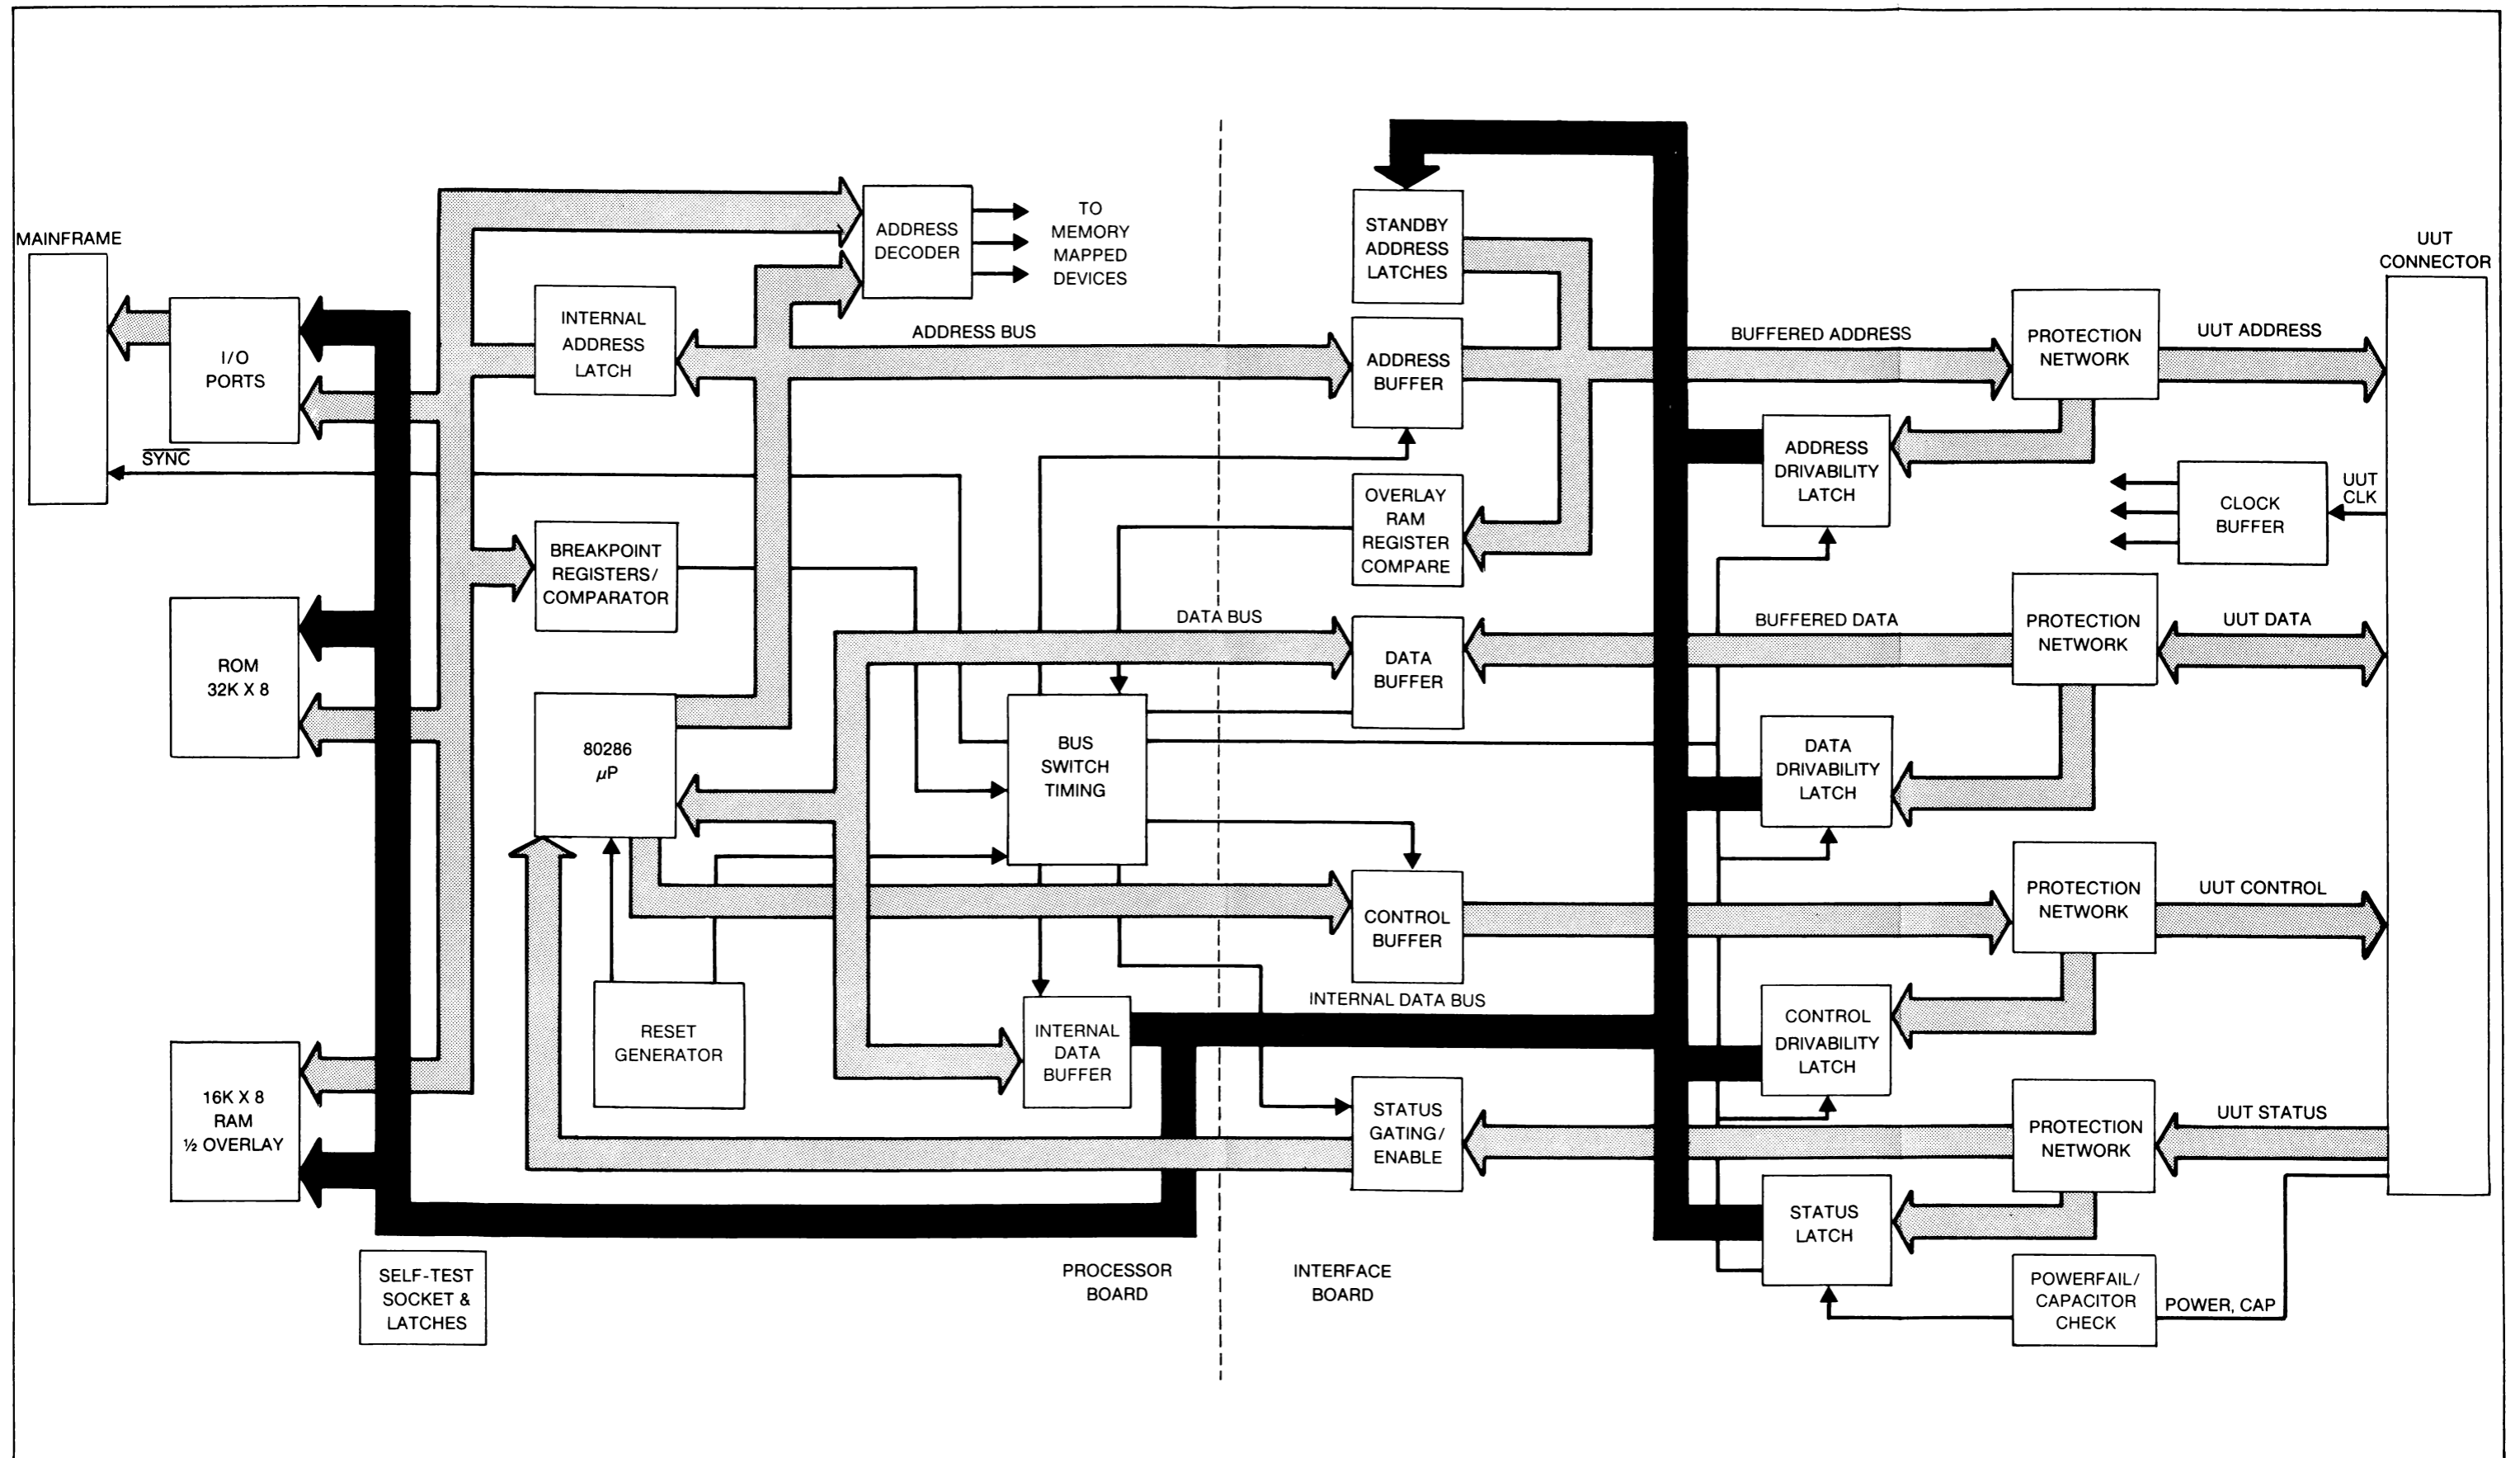 MAINFRAME
I/O
PORTS
SYNC
ROM
32K X 8
16K X 8
RAM
½ OVERLAY
SELF-TEST
SOCKET &
LATCHES
INTERNAL
ADDRESS
LATCH
BREAKPOINT
REGISTERS/
COMPARATOR
80286
µP
RESET
GENERATOR
ADDRESS
DECODER
TO
MEMORY
MAPPED
DEVICES
ADDRESS BUS
DATA BUS
BUS
SWITCH
TIMING
INTERNAL
DATA
BUFFER
PROCESSOR
BOARD
INTERFACE
BOARD
STANDBY
ADDRESS
LATCHES
ADDRESS
BUFFER
OVERLAY
RAM
REGISTER
COMPARE
DATA
BUFFER
CONTROL
BUFFER
INTERNAL DATA BUS
STATUS
GATING/
ENABLE
BUFFERED ADDRESS
ADDRESS
DRIVABILITY
LATCH
BUFFERED DATA
DATA
DRIVABILITY
LATCH
CONTROL
DRIVABILITY
LATCH
STATUS
LATCH
PROTECTION
NETWORK
UUT ADDRESS
CLOCK
BUFFER
UUT
CLK
PROTECTION
NETWORK
UUT DATA
PROTECTION
NETWORK
UUT CONTROL
PROTECTION
NETWORK
UUT STATUS
POWERFAIL/
CAPACITOR
CHECK
POWER, CAP
UUT
CONNECTOR